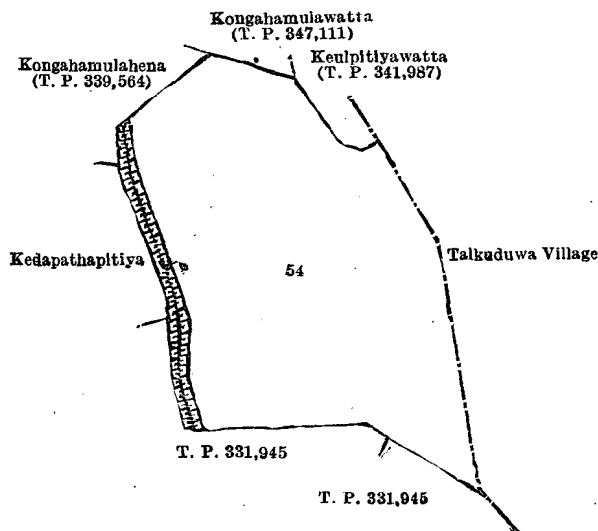 Kongahamulawatta
(T. P. 347,111)
Keulpitiyawatta
(T. P. 341,987)
Kongahamulahena
(T. P. 339,564)
Kedapathapitiya
54
Talkuduwa Village
T. P. 331,945
T. P. 331,945